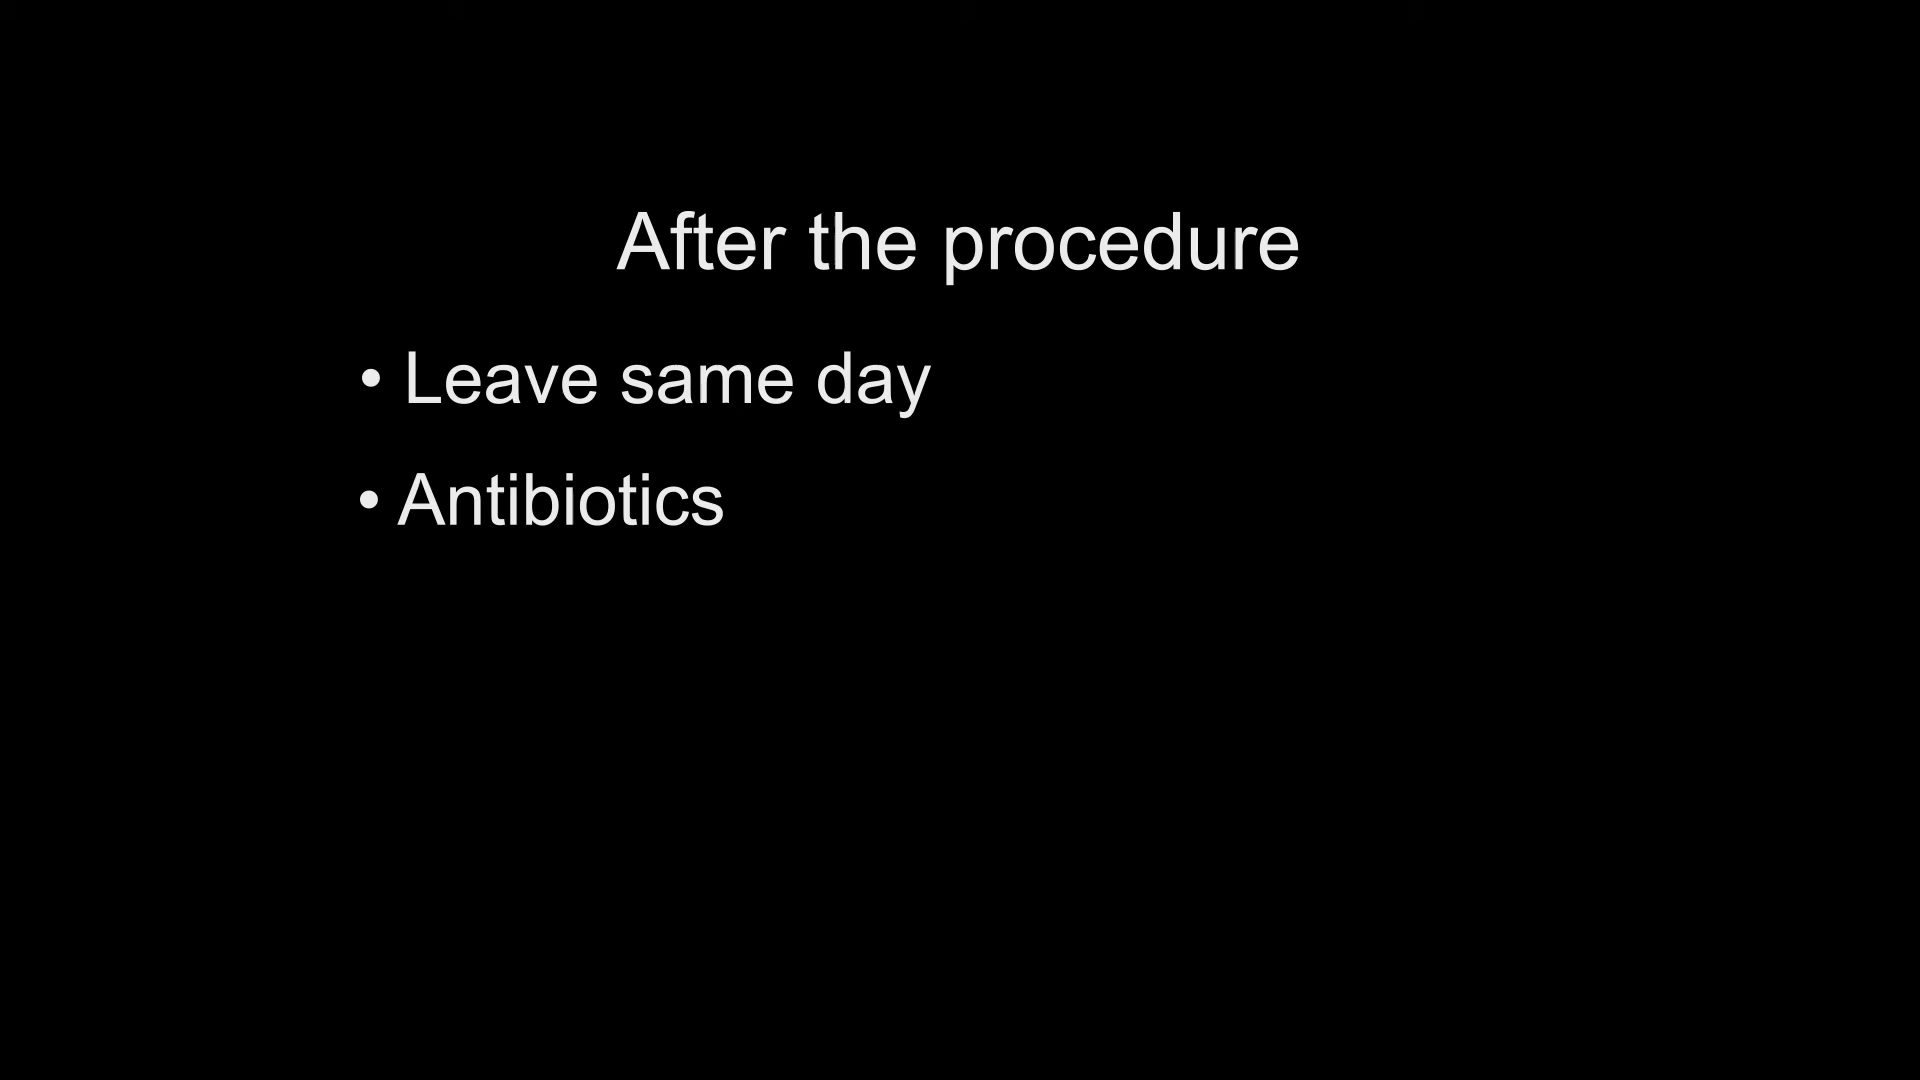 After the procedure
• Leave same day
• Antibiotics